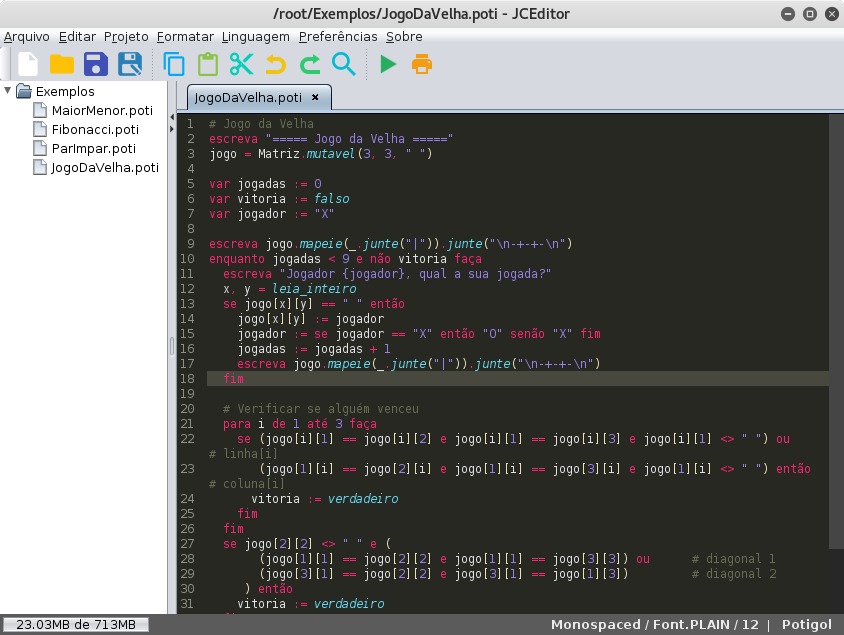 /root/Exemplos/JogoDaVelha.poti - JCEditor
Arquivo Editar Projeto Formatar Linguagem Preferências Sobre
Exemplos
MaiorMenor.poti
Fibonacci.poti
ParImpar.poti
JogoDaVelha.poti
JogoDaVelha.poti ×
1 # Jogo da Velha
2 escreva "===== Jogo da Velha ====="
3 jogo = Matriz.mutavel(3, 3, " ")
4
5 var jogadas := 0
6 var vitoria := falso
7 var jogador := "X"
8
9 escreva jogo.mapeie(_.junte("|")).junte("\n-+-+-\n")
10 enquanto jogadas < 9 e não vitoria faça
11 escreva "Jogador {jogador}, qual a sua jogada?"
12 x, y = leia_inteiro
13 se jogo[x][y] == " " então
14 jogo[x][y] := jogador
15 jogador := se jogador == "X" então "O" senão "X" fim
16 jogadas := jogadas + 1
17 escreva jogo.mapeie(_.junte("|")).junte("\n-+-+-\n")
18 fim
19
20 # Verificar se alguém venceu
21 para i de 1 até 3 faça
22 se (jogo[i][1] == jogo[i][2] e jogo[i][1] == jogo[i][3] e jogo[i][1] <> " ") ou
# linha[i]
23 (jogo[1][i] == jogo[2][i] e jogo[1][i] == jogo[3][i] e jogo[1][i] <> " ") então
# coluna[i]
24 vitoria := verdadeiro
25 fim
26 fim
27 se jogo[2][2] <> " " e (
28 (jogo[1][1] == jogo[2][2] e jogo[1][1] == jogo[3][3]) ou # diagonal 1
29 (jogo[3][1] == jogo[2][2] e jogo[3][1] == jogo[1][3]) # diagonal 2
30 ) então
31 vitoria := verdadeiro
23.03MB de 713MB
Monospaced / Font.PLAIN / 12 | Potigol